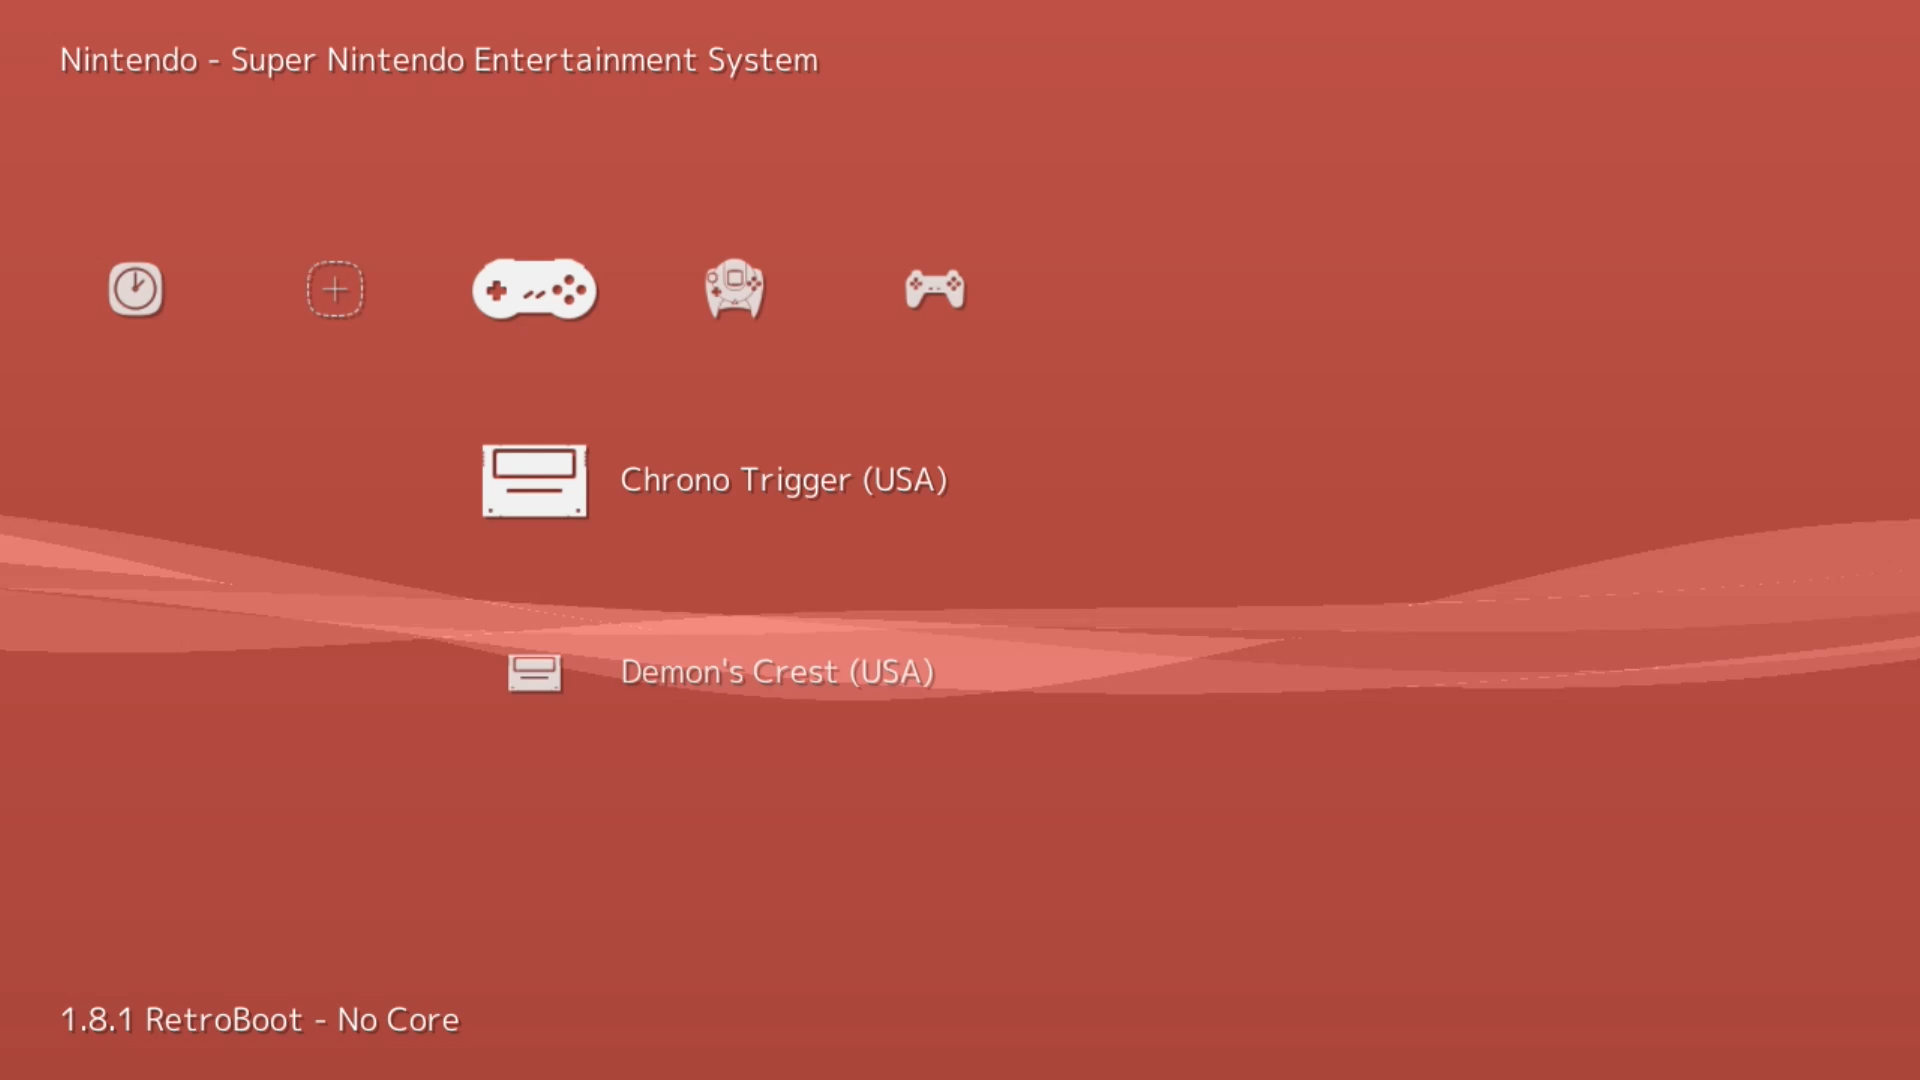 Nintendo - Super Nintendo Entertainment System
Chrono Trigger (USA)
Demon's Crest (USA)
1.8.1 RetroBoot - No Core